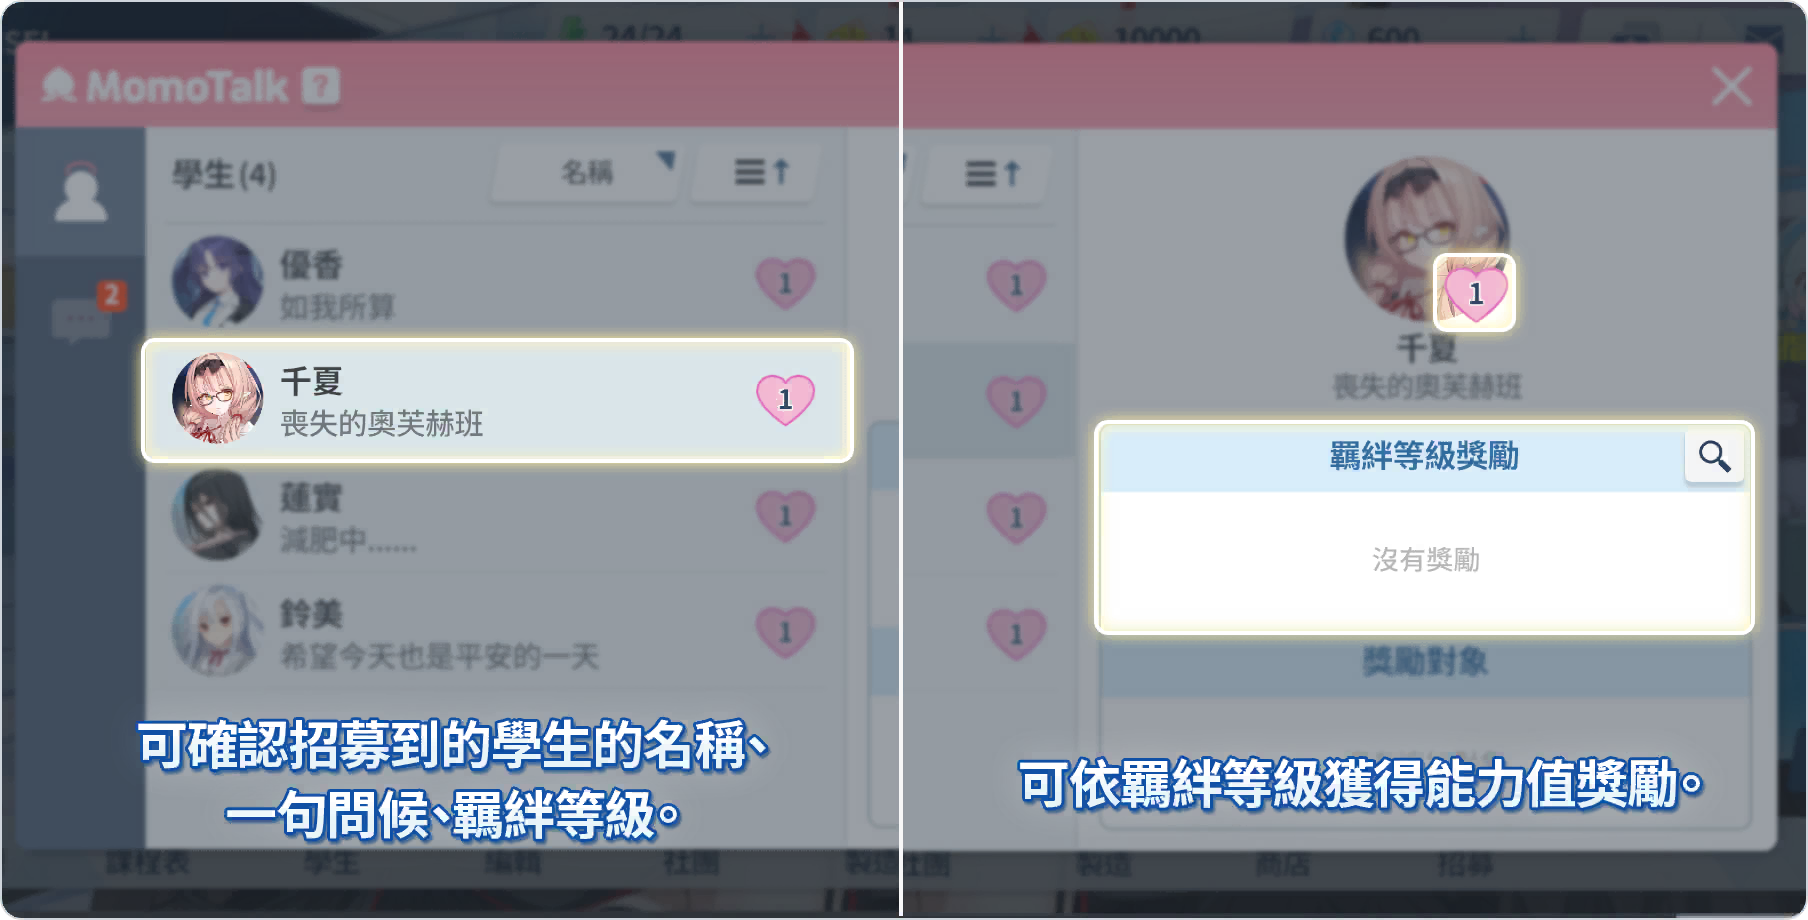 24/24
MomoTalk ?
學生(4)
名稱
2
優香
如我所算
1
千夏
喪失的奧芙赫班
1
蓮實
減肥中......
1
鈴美
希望今天也是平安的一天
1
可確認招募到的學生的名稱、
一句問候、羈絆等級。
課程表
學生
編輯
社團
製造
10000
600
1
1
1
1
1
千夏
喪失的奧芙赫班
羈絆等級獎勵
沒有獎勵
獎勵對象
可依羈絆等級獲得能力值獎勵。
社團
製造
商店
招募